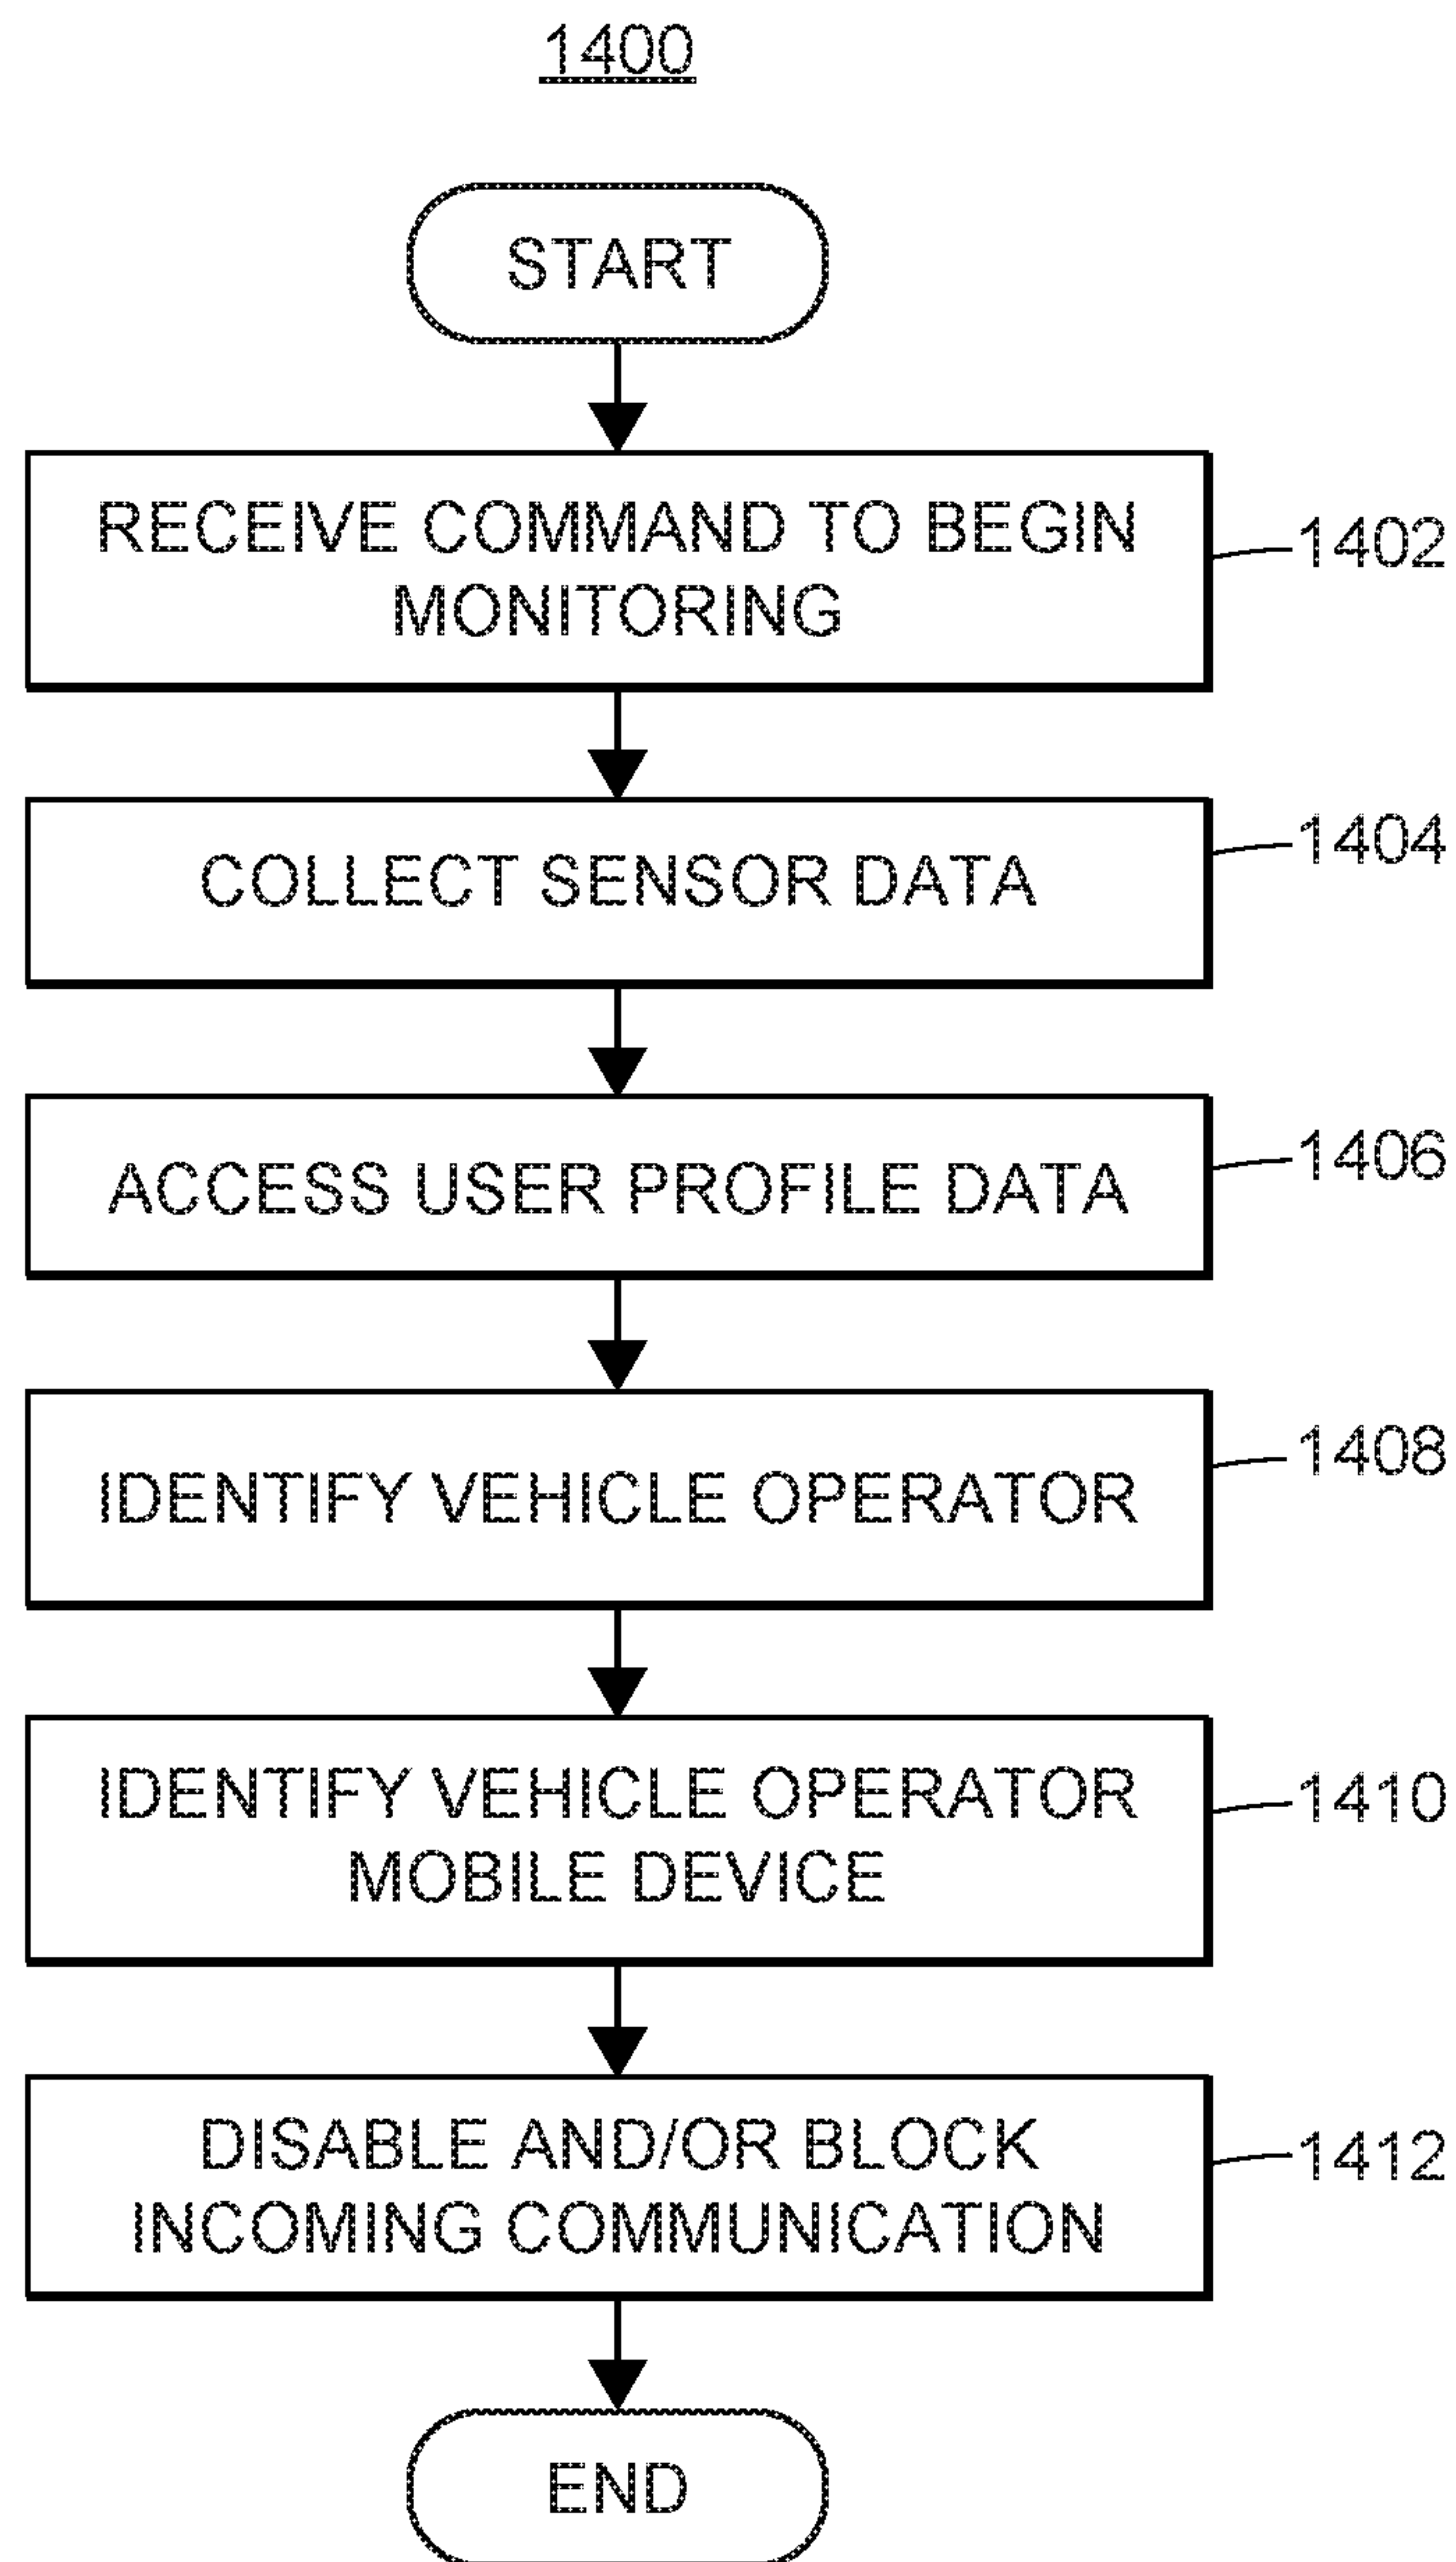 1400
START
RECEIVE COMMAND TO BEGIN
MONITORING
1402
COLLECT SENSOR DATA
1404
ACCESS USER PROFILE DATA
1406
IDENTIFY VEHICLE OPERATOR
1408
IDENTIFY VEHICLE OPERATOR
MOBILE DEVICE
1410
DISABLE AND/OR BLOCK
INCOMING COMMUNICATION
1412
END